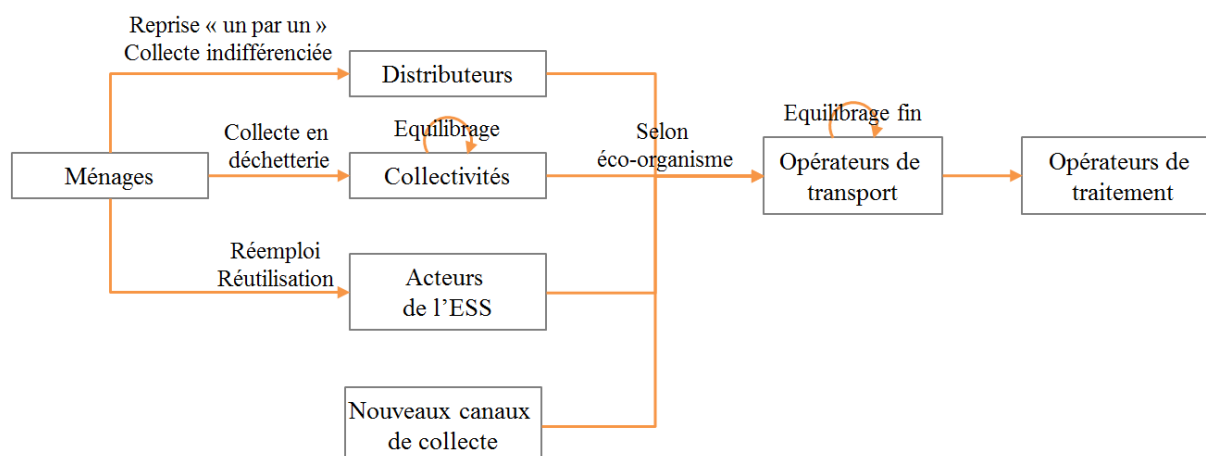 Reprise « un par un »
Collecte indifférenciée
Distributeurs
Collecte en
déchetterie
Equilibrage
Selon
éco-organisme
Equilibrage fin
Ménages
Collectivités
Opérateurs de
transport
Opérateurs de
traitement
Réemploi
Réutilisation
Acteurs
de l’ESS
Nouveaux canaux
de collecte